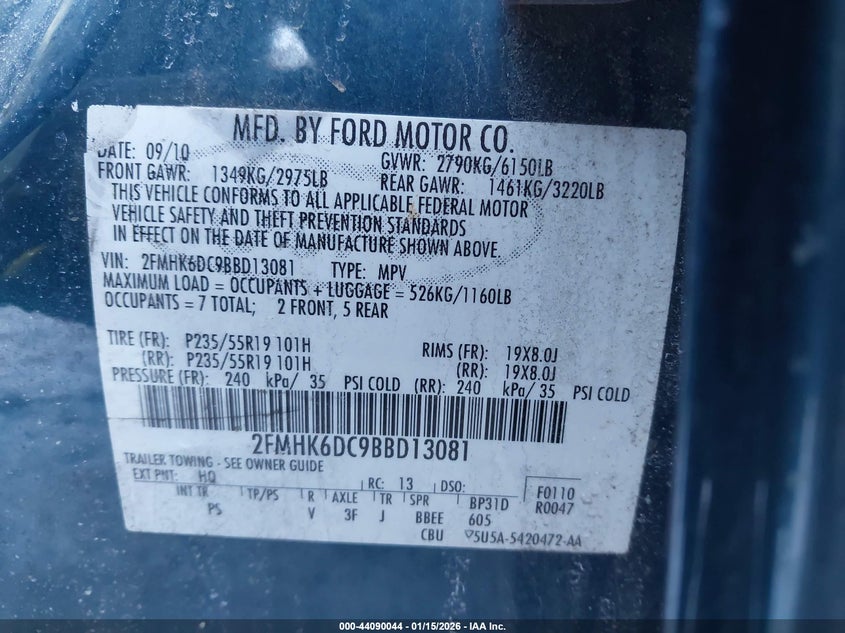 MFD. BY FORD MOTOR CO.
DATE: 09/10 GVWR: 2790KG/6150LB
FRONT GAWR: 1349KG/2975LB REAR GAWR: 1461KG/3220LB
THIS VEHICLE CONFORMS TO ALL APPLICABLE FEDERAL MOTOR
VEHICLE SAFETY AND THEFT PREVENTION STANDARDS
IN EFFECT ON THE DATE OF MANUFACTURE SHOWN ABOVE.
VIN: 2FMHK6DC9BBD13081 TYPE: MPV
MAXIMUM LOAD = OCCUPANTS + LUGGAGE = 526KG/1160LB
OCCUPANTS = 7 TOTAL; 2 FRONT, 5 REAR
TIRE (FR): P235/55R19 101H RIMS (FR): 19X8.0J
(RR): P235/55R19 101H (RR): 19X8.0J
PRESSURE (FR): 240 kPa/ 35 PSI COLD (RR): 240 kPa/ 35 PSI COLD
2FMHK6DC9BBD13081
TRAILER TOWING - SEE OWNER GUIDE
EXT PNT: HQ RC: 13 DSO: F0110
INT TR TP/PS R AXLE TR SPR BP31D R0047
PS V 3F J BBEE 605
CBU 5U5A-5420472-AA
000-44090044 - 01/15/2026 - IAA Inc.